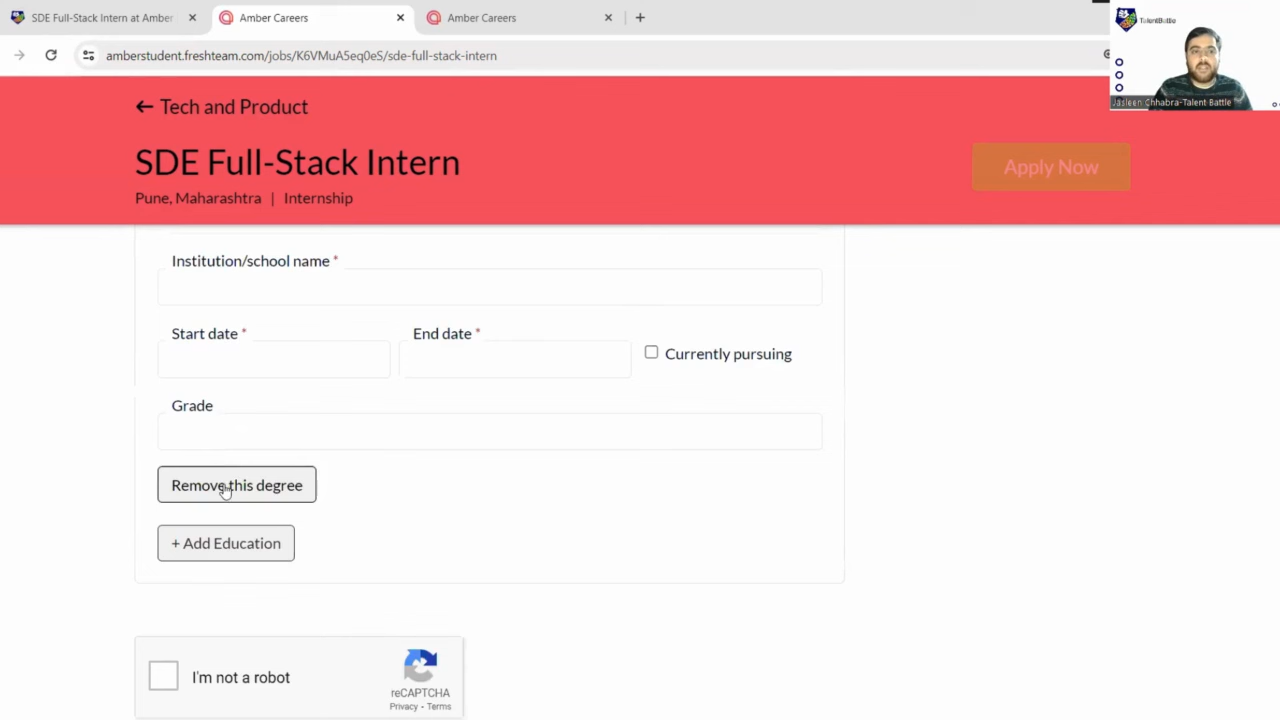 SDE Full-Stack Intern at Amber
Amber Careers
Amber Careers
amberstudent.freshteam.com/jobs/K6VMuA5eq0eS/sde-full-stack-intern
TalentBattle
Jasleen Chhabra-Talent Battle
← Tech and Product
SDE Full-Stack Intern
Apply Now
Pune, Maharashtra | Internship
Institution/school name *
Start date *
End date *
Currently pursuing
Grade
Remove this degree
+ Add Education
I'm not a robot
reCAPTCHA
Privacy - Terms